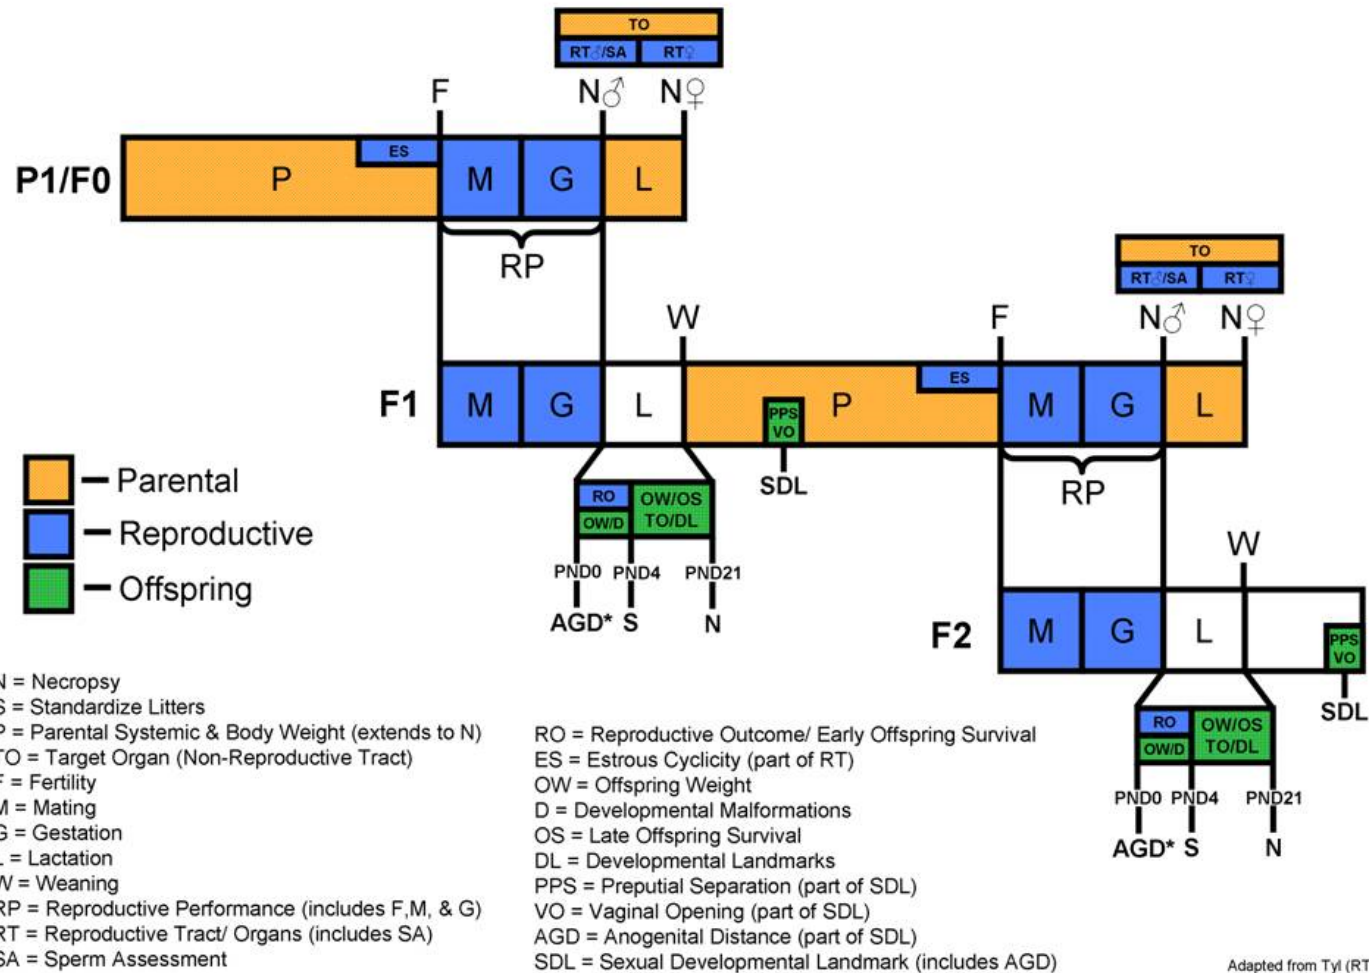 TO
RT♂/SA RT♀
F N♂ N♀
P1/F0 P ES M G L
RP
TO
RT♂/SA RT♀
W F N♂ N♀
F1 M G L PPS VO P ES M G L
SDL
RP
RO OW/OS
OW/D TO/DL
PND0 PND4 PND21
AGD* S N
Parental
Reproductive
Offspring
W
F2 M G L PPS VO
SDL
RO OW/OS
OW/D TO/DL
PND0 PND4 PND21
AGD* S N
N = Necropsy
S = Standardize Litters
P = Parental Systemic & Body Weight (extends to N)
TO = Target Organ (Non-Reproductive Tract)
F = Fertility
M = Mating
G = Gestation
L = Lactation
W = Weaning
RP = Reproductive Performance (includes F,M, & G)
RT = Reproductive Tract/ Organs (includes SA)
SA = Sperm Assessment
RO = Reproductive Outcome/ Early Offspring Survival
ES = Estrous Cyclicity (part of RT)
OW = Offspring Weight
D = Developmental Malformations
OS = Late Offspring Survival
DL = Developmental Landmarks
PPS = Preputial Separation (part of SDL)
VO = Vaginal Opening (part of SDL)
AGD = Anogenital Distance (part of SDL)
SDL = Sexual Developmental Landmark (includes AGD)
Adapted from Tyl (RT